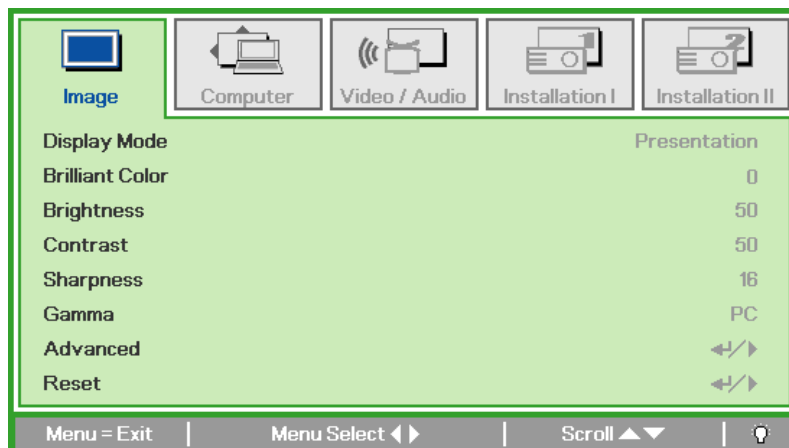 Image Computer Video / Audio Installation I Installation II
Display Mode Presentation
Brilliant Color 0
Brightness 50
Contrast 50
Sharpness 16
Gamma PC
Advanced
Reset
Menu = Exit Menu Select Scroll